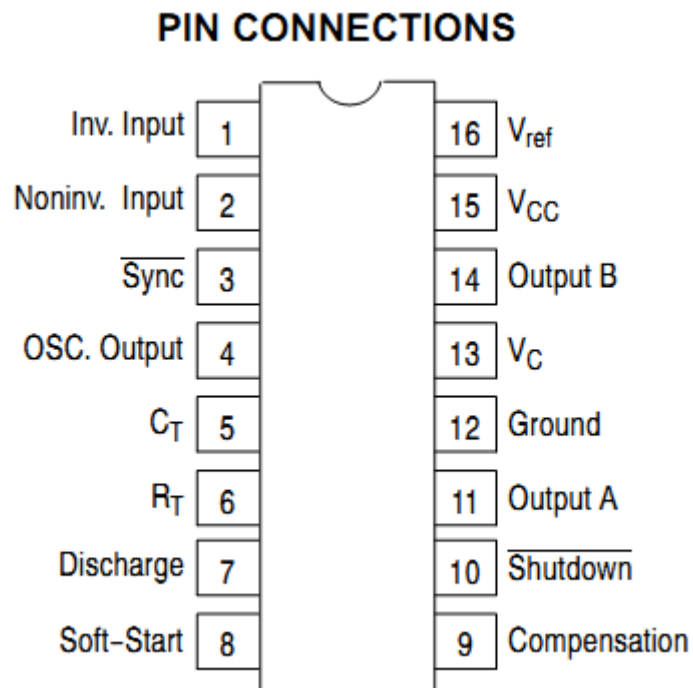 PIN CONNECTIONS
Inv. Input 1
16 Vref
Noninv. Input 2
15 VCC
Sync 3
14 Output B
OSC. Output 4
13 VC
CT 5
12 Ground
RT 6
11 Output A
Discharge 7
10 Shutdown
Soft-Start 8
9 Compensation